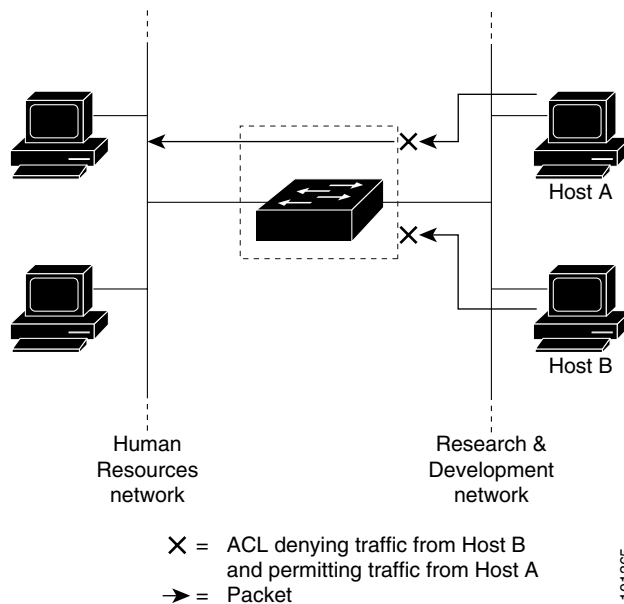 Host A
Host B
Human
Resources
network
Research &
Development
network
X = ACL denying traffic from Host B
and permitting traffic from Host A
→ = Packet